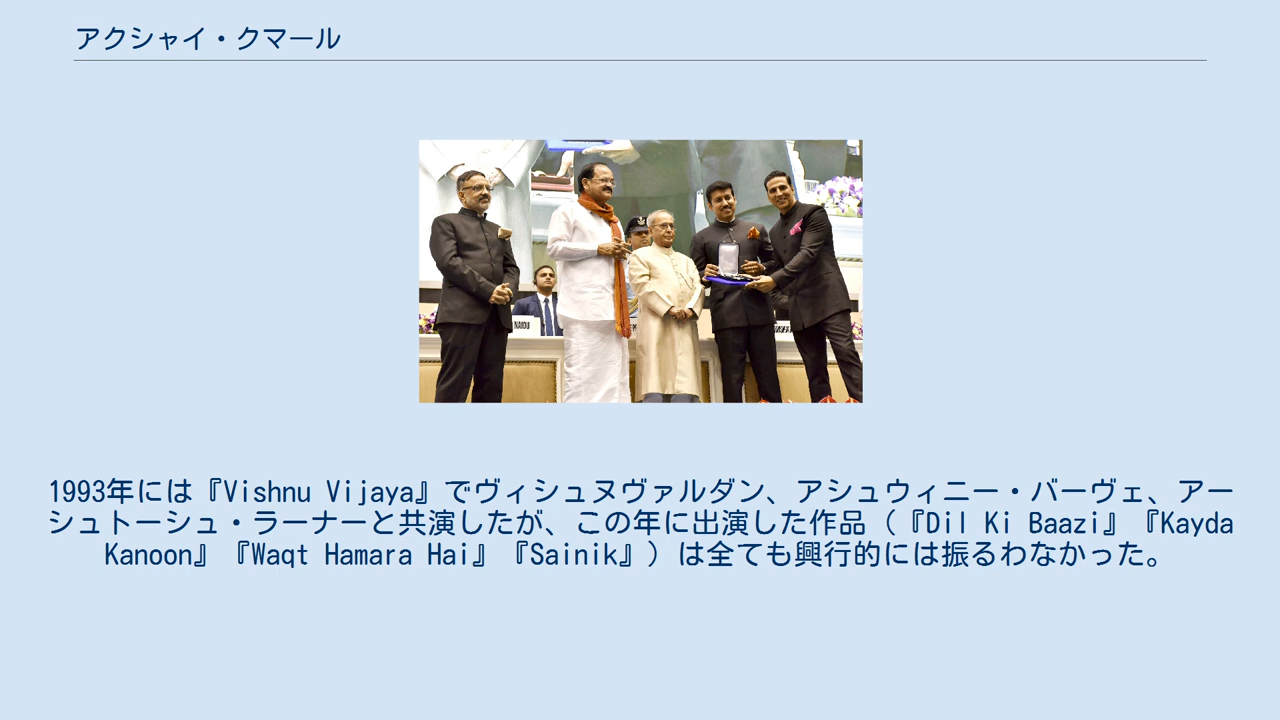 アクシャイ・クマール
NAIDU
1993年には『Vishnu Vijaya』でヴィシュヌヴァルダン、アシュウィニー・バーヴェ、アー
シュトーシュ・ラーナーと共演したが、この年に出演した作品（『Dil Ki Baazi』『Kayda
Kanoon』『Waqt Hamara Hai』『Sainik』）は全ても興行的には振るわなかった。